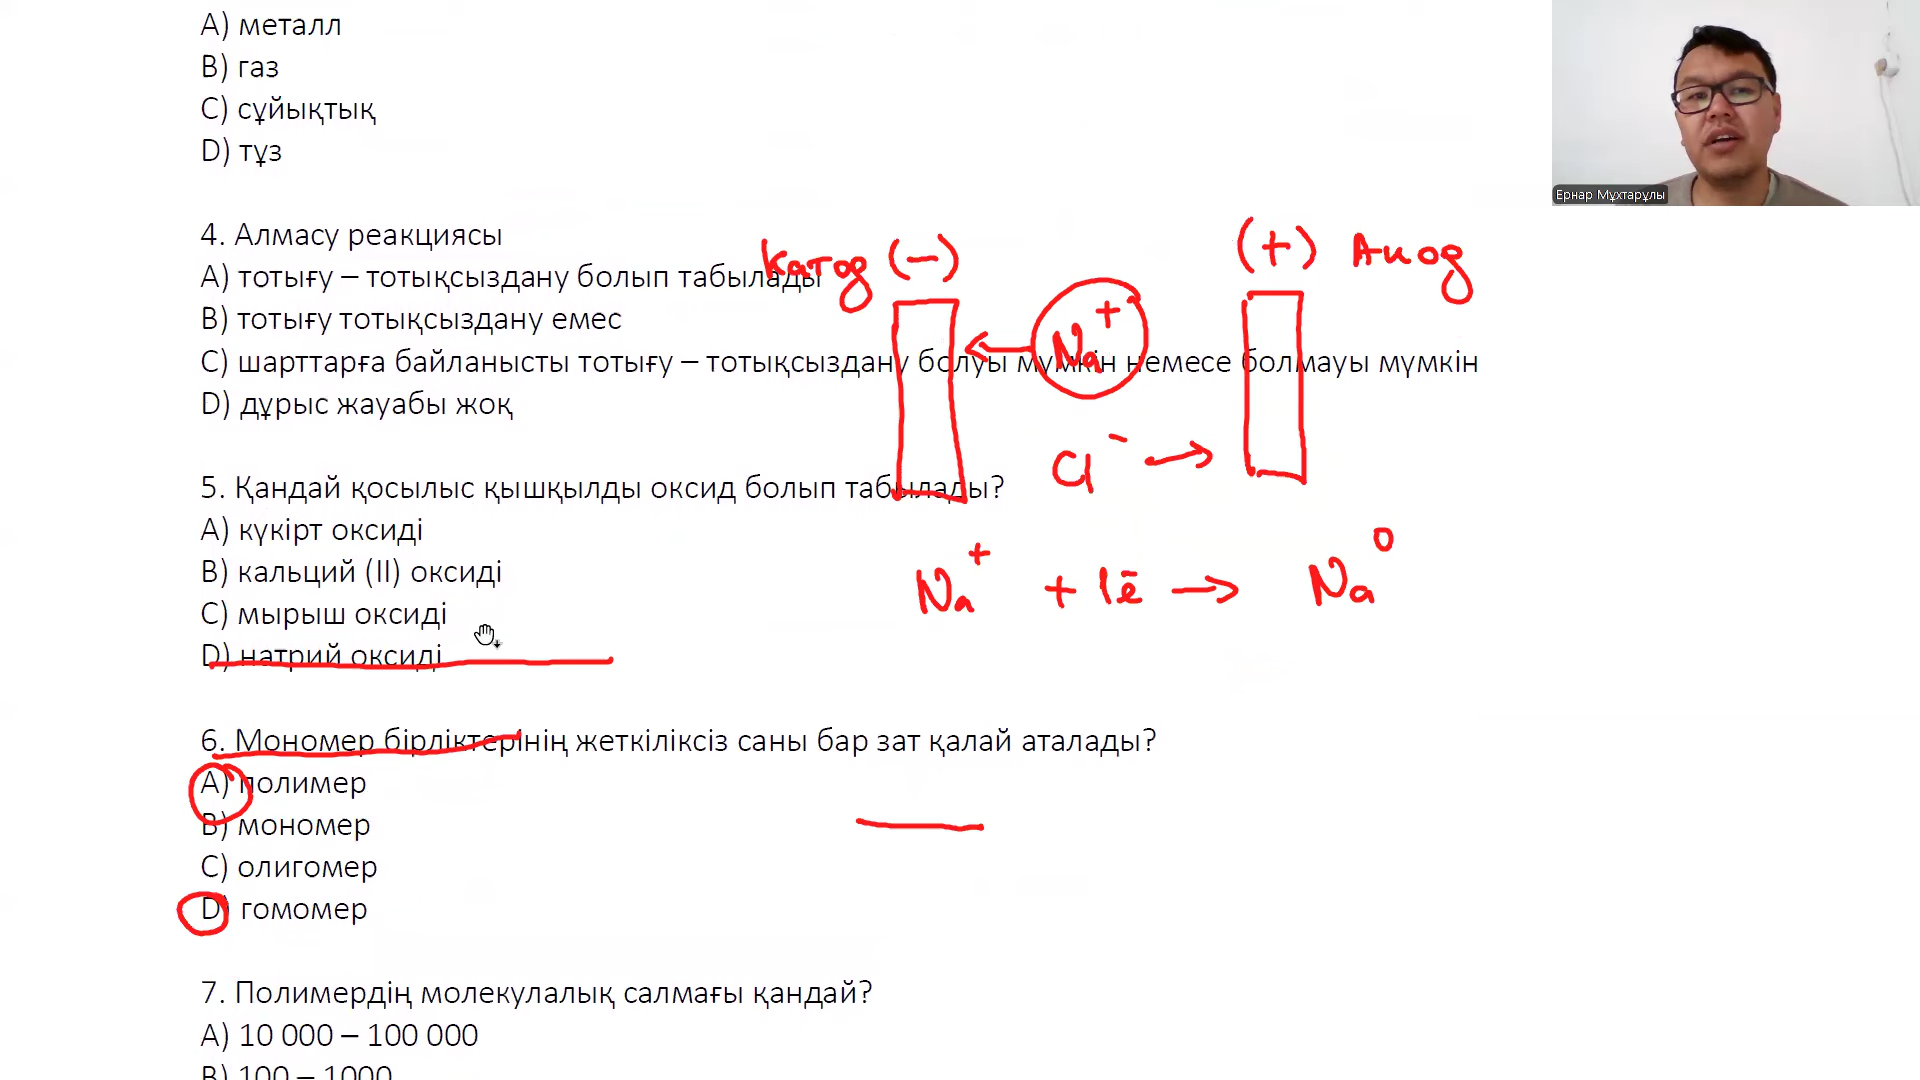 A) металл
B) газ
C) сұйықтық
D) тұз
Ернар Мұхтарұлы
4. Алмасу реакциясы
A) тотығу – тотықсыздану болып табылады
B) тотығу тотықсыздану емес
C) шарттарға байланысты тотығу – тотықсыздану болуы мүмкін немесе болмауы мүмкін
D) дұрыс жауабы жоқ
Катод (−)
(+) Анод
Na⁺
Cl⁻
5. Қандай қосылыс қышқылды оксид болып табылады?
A) күкірт оксиді
B) кальций (II) оксиді
C) мырыш оксиді
D) натрий оксиді
Na⁺ + 1ē → Na⁰
6. Мономер бірліктерінің жеткіліксіз саны бар зат қалай аталады?
A) полимер
B) мономер
C) олигомер
D) гомомер
7. Полимердің молекулалық салмағы қандай?
A) 10 000 – 100 000
B) 100 – 1000